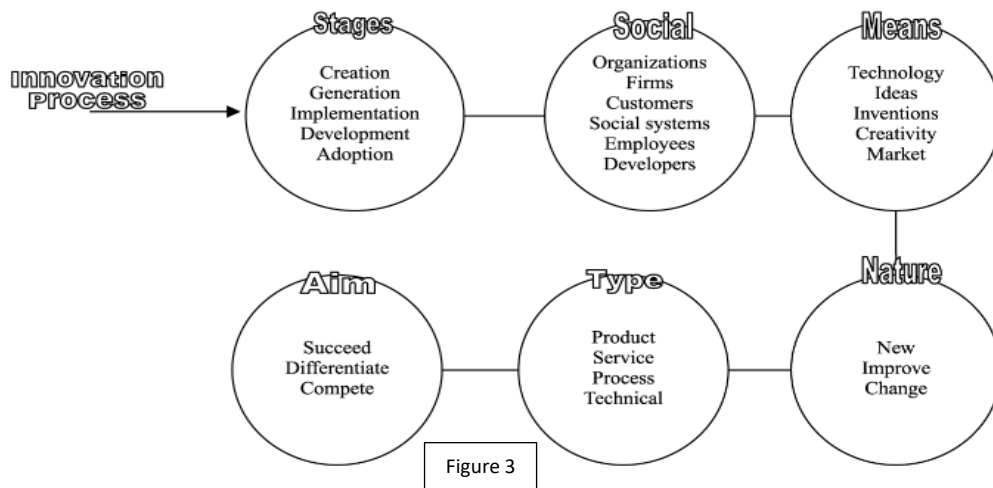 Innovation
Process
Stages
Creation
Generation
Implementation
Development
Adoption
Social
Organizations
Firms
Customers
Social systems
Employees
Developers
Means
Technology
Ideas
Inventions
Creativity
Market
Nature
New
Improve
Change
Type
Product
Service
Process
Technical
Aim
Succeed
Differentiate
Compete
Figure 3